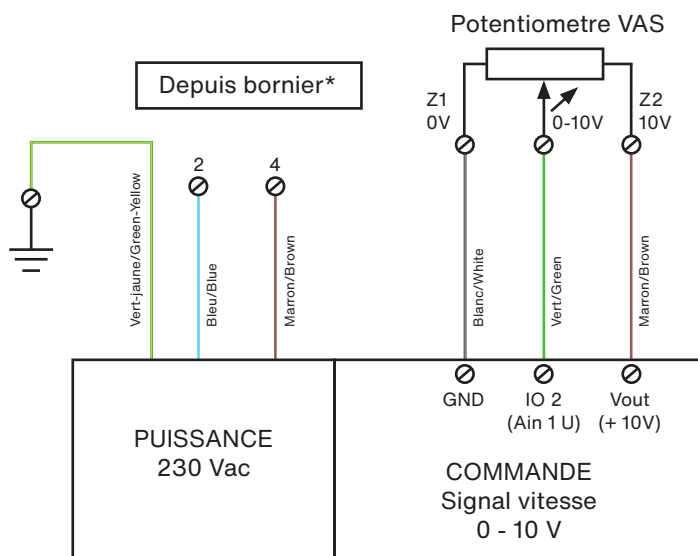 Potentiometre VAS
Depuis bornier*
Z1
0V
0-10V
Z2
10V
2
4
Vert-jaune/Green-Yellow
Bleu/Blue
Marron/Brown
Blanc/White
Vert/Green
Marron/Brown
GND
IO 2
(Ain 1 U)
Vout
(+ 10V)
PUISSANCE
230 Vac
COMMANDE
Signal vitesse
0 - 10 V